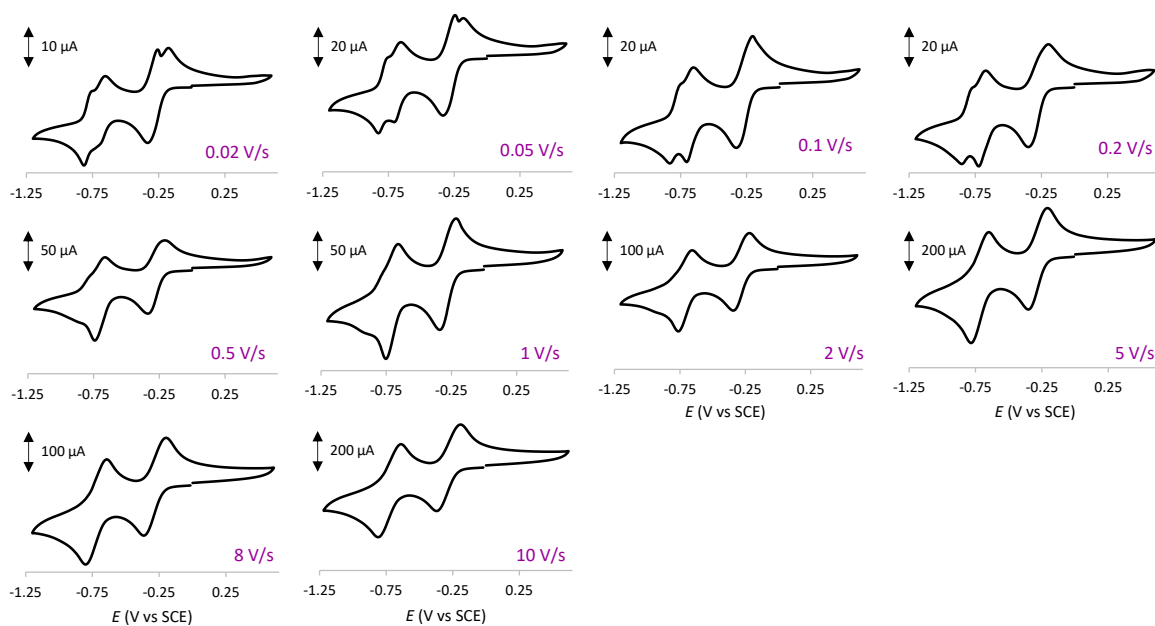 10 µA
0.02 V/s
-1.25 -0.75 -0.25 0.25
20 µA
0.05 V/s
-1.25 -0.75 -0.25 0.25
20 µA
0.1 V/s
-1.25 -0.75 -0.25 0.25
20 µA
0.2 V/s
-1.25 -0.75 -0.25 0.25
50 µA
0.5 V/s
-1.25 -0.75 -0.25 0.25
50 µA
1 V/s
-1.25 -0.75 -0.25 0.25
100 µA
2 V/s
-1.25 -0.75 -0.25 0.25
E (V vs SCE)
200 µA
5 V/s
-1.25 -0.75 -0.25 0.25
E (V vs SCE)
100 µA
8 V/s
-1.25 -0.75 -0.25 0.25
E (V vs SCE)
200 µA
10 V/s
-1.25 -0.75 -0.25 0.25
E (V vs SCE)